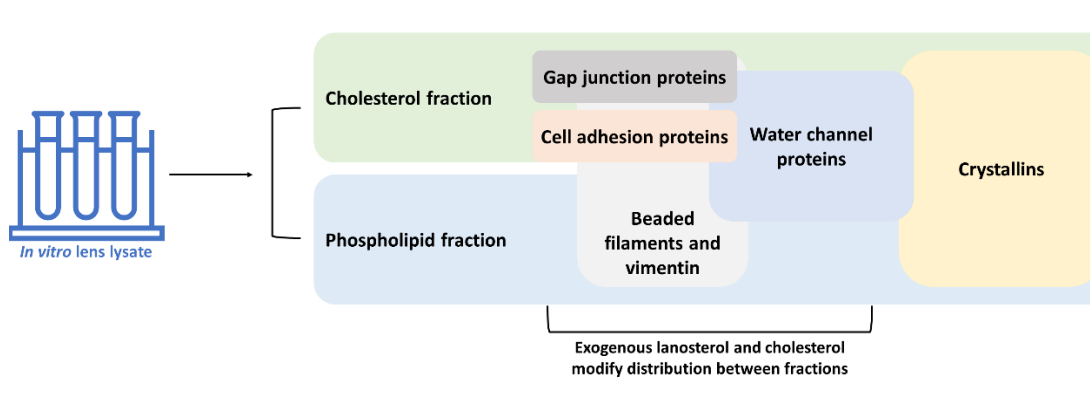 In vitro lens lysate
Cholesterol fraction
Phospholipid fraction
Gap junction proteins
Cell adhesion proteins
Beaded
filaments and
vimentin
Water channel
proteins
Crystallins
Exogenous lanosterol and cholesterol
modify distribution between fractions